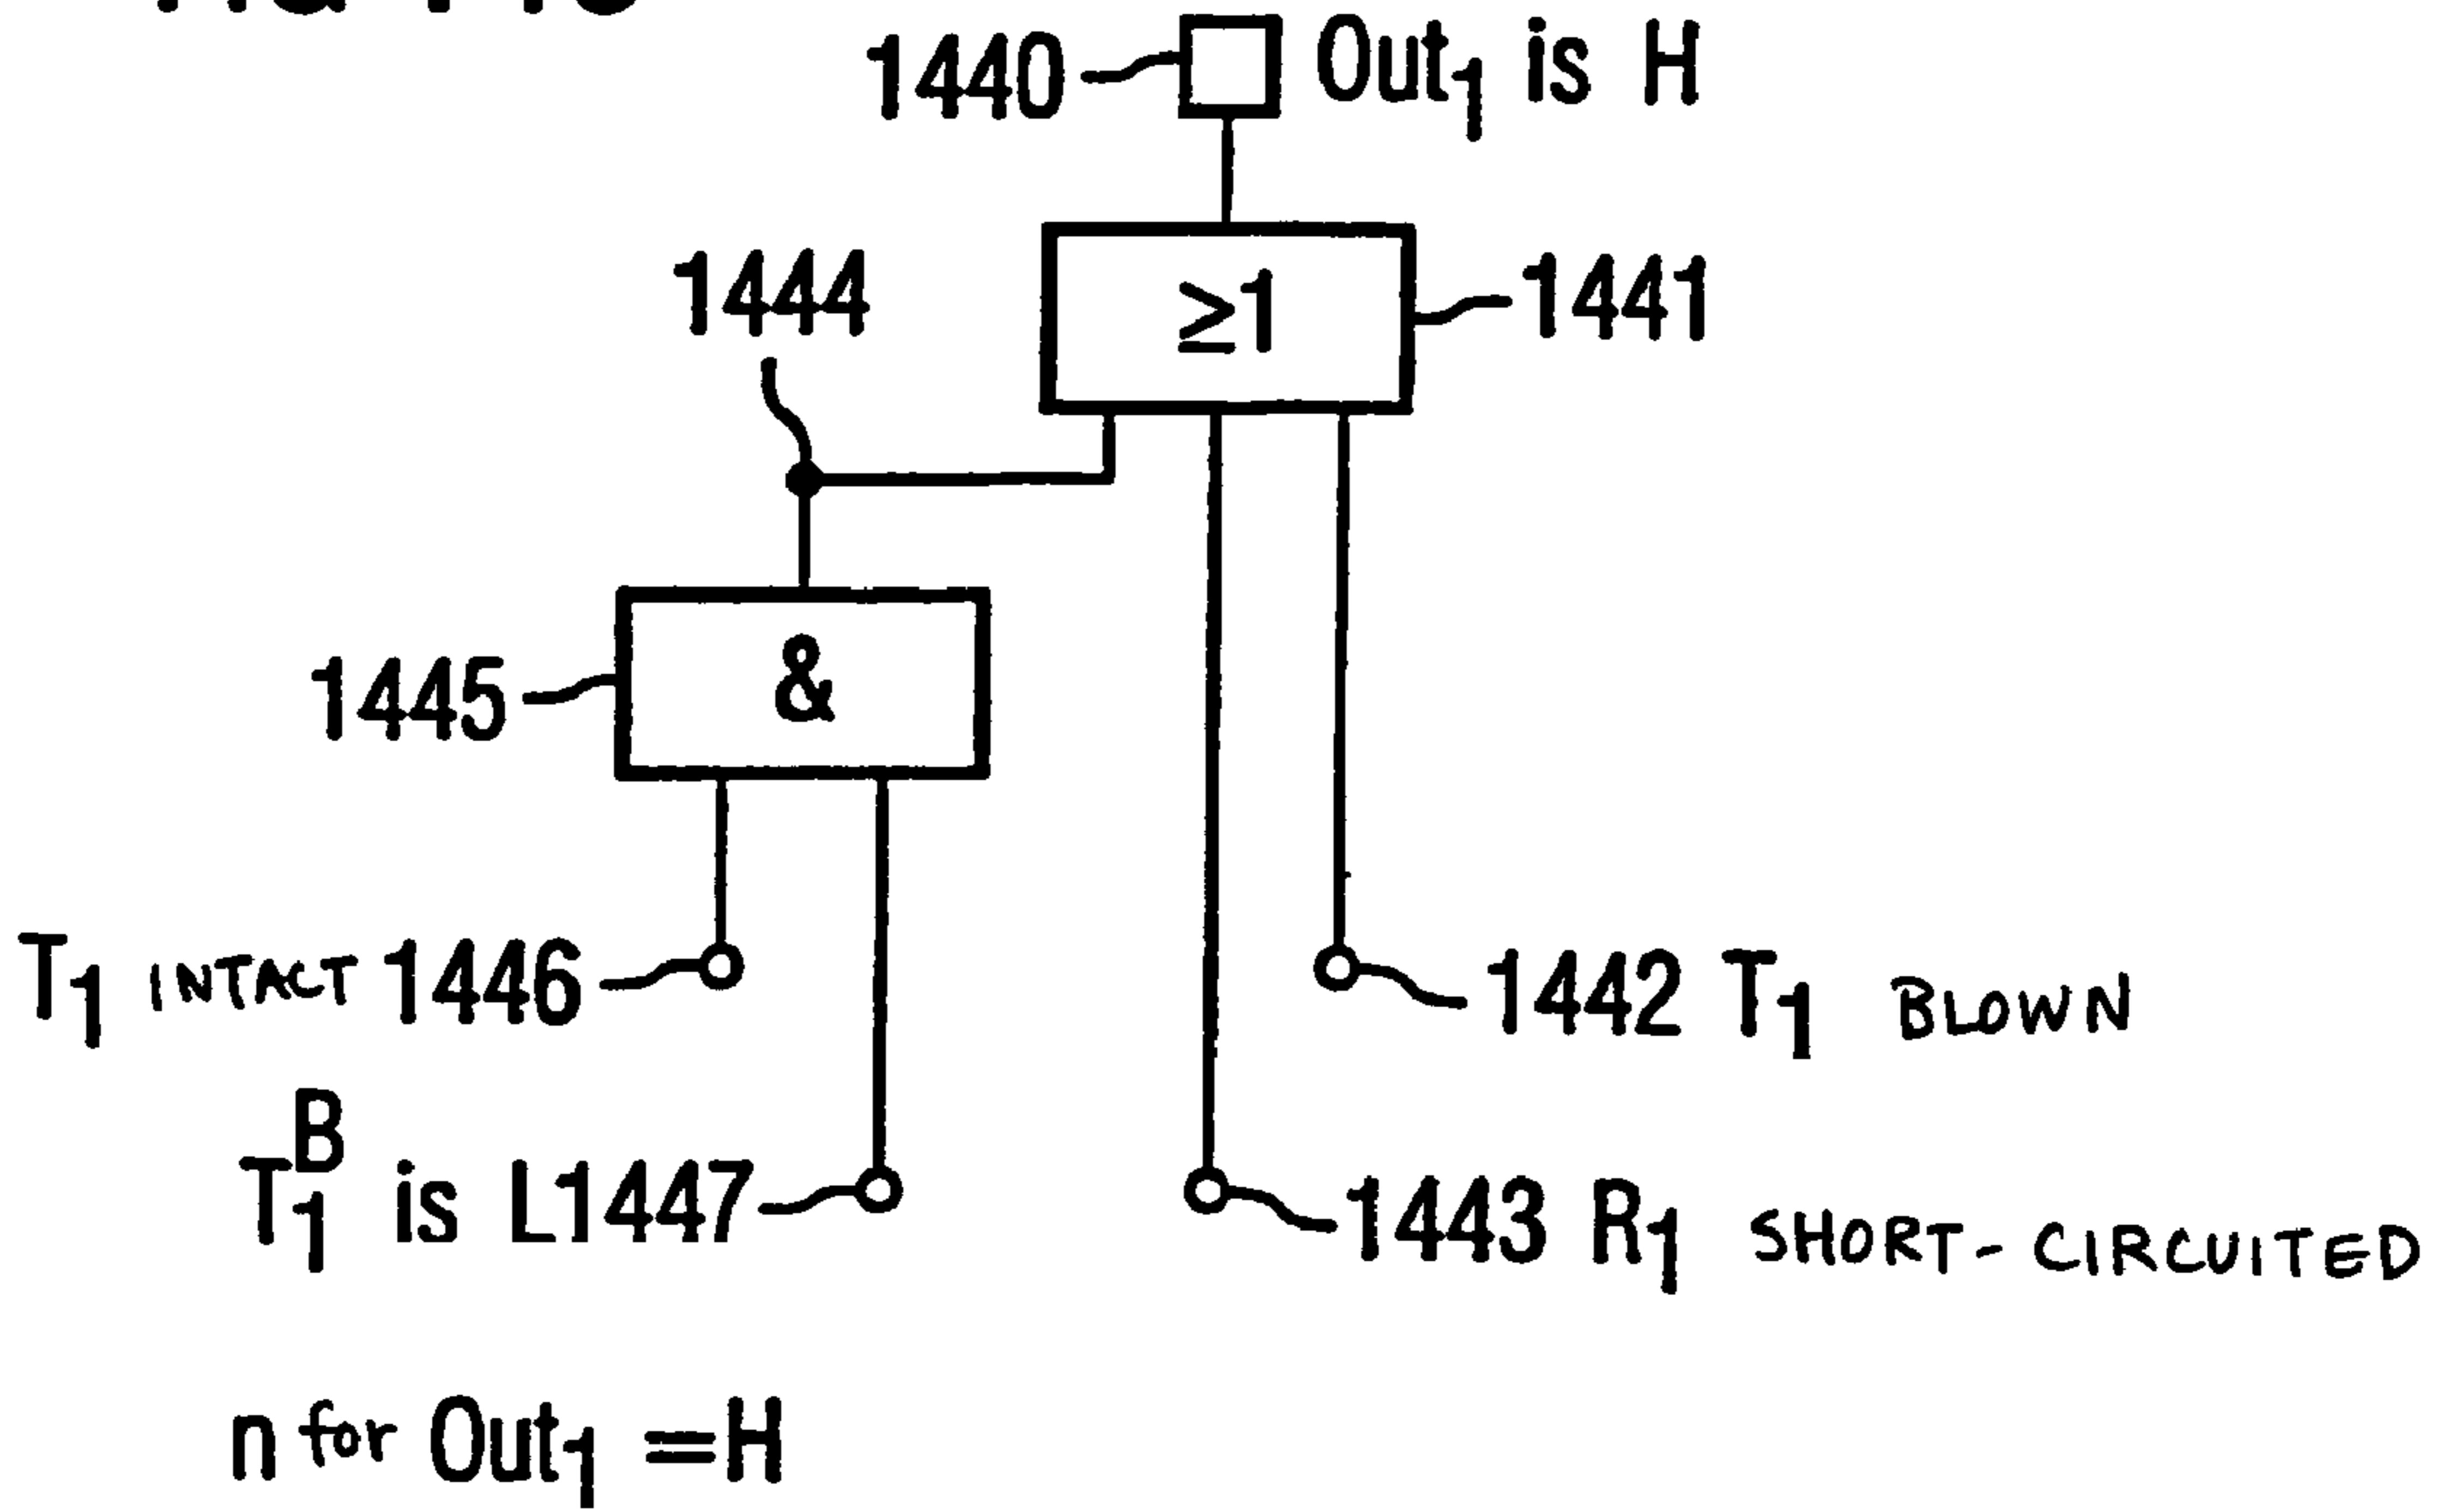 1440 Out1 is H
1444
≥1 1441
1445 &
T1 INTACT 1446
1442 T1 BLOWN
T1B is L1447
1443 R1 SHORT-CIRCUITED
n for Out1 =H